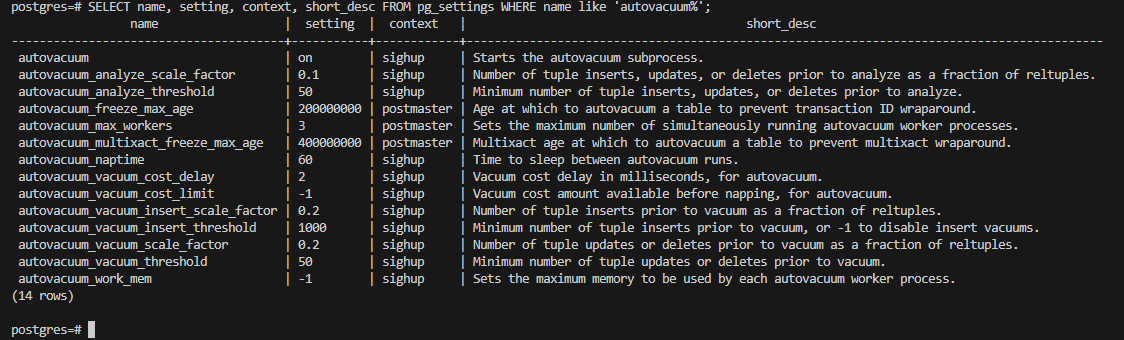 postgres=# SELECT name, setting, context, short_desc FROM pg_settings WHERE name like 'autovacuum%';
                 name                  |  setting  |  context   |                                        short_desc
---------------------------------------+-----------+------------+-------------------------------------------------------------------------------------------
 autovacuum                            | on        | sighup     | Starts the autovacuum subprocess.
 autovacuum_analyze_scale_factor       | 0.1       | sighup     | Number of tuple inserts, updates, or deletes prior to analyze as a fraction of reltuples.
 autovacuum_analyze_threshold          | 50        | sighup     | Minimum number of tuple inserts, updates, or deletes prior to analyze.
 autovacuum_freeze_max_age             | 200000000 | postmaster | Age at which to autovacuum a table to prevent transaction ID wraparound.
 autovacuum_max_workers                | 3         | postmaster | Sets the maximum number of simultaneously running autovacuum worker processes.
 autovacuum_multixact_freeze_max_age   | 400000000 | postmaster | Multixact age at which to autovacuum a table to prevent multixact wraparound.
 autovacuum_naptime                    | 60        | sighup     | Time to sleep between autovacuum runs.
 autovacuum_vacuum_cost_delay          | 2         | sighup     | Vacuum cost delay in milliseconds, for autovacuum.
 autovacuum_vacuum_cost_limit          | -1        | sighup     | Vacuum cost amount available before napping, for autovacuum.
 autovacuum_vacuum_insert_scale_factor | 0.2       | sighup     | Number of tuple inserts prior to vacuum as a fraction of reltuples.
 autovacuum_vacuum_insert_threshold    | 1000      | sighup     | Minimum number of tuple inserts prior to vacuum, or -1 to disable insert vacuums.
 autovacuum_vacuum_scale_factor        | 0.2       | sighup     | Number of tuple updates or deletes prior to vacuum as a fraction of reltuples.
 autovacuum_vacuum_threshold           | 50        | sighup     | Minimum number of tuple updates or deletes prior to vacuum.
 autovacuum_work_mem                   | -1        | sighup     | Sets the maximum memory to be used by each autovacuum worker process.
(14 rows)
postgres=#